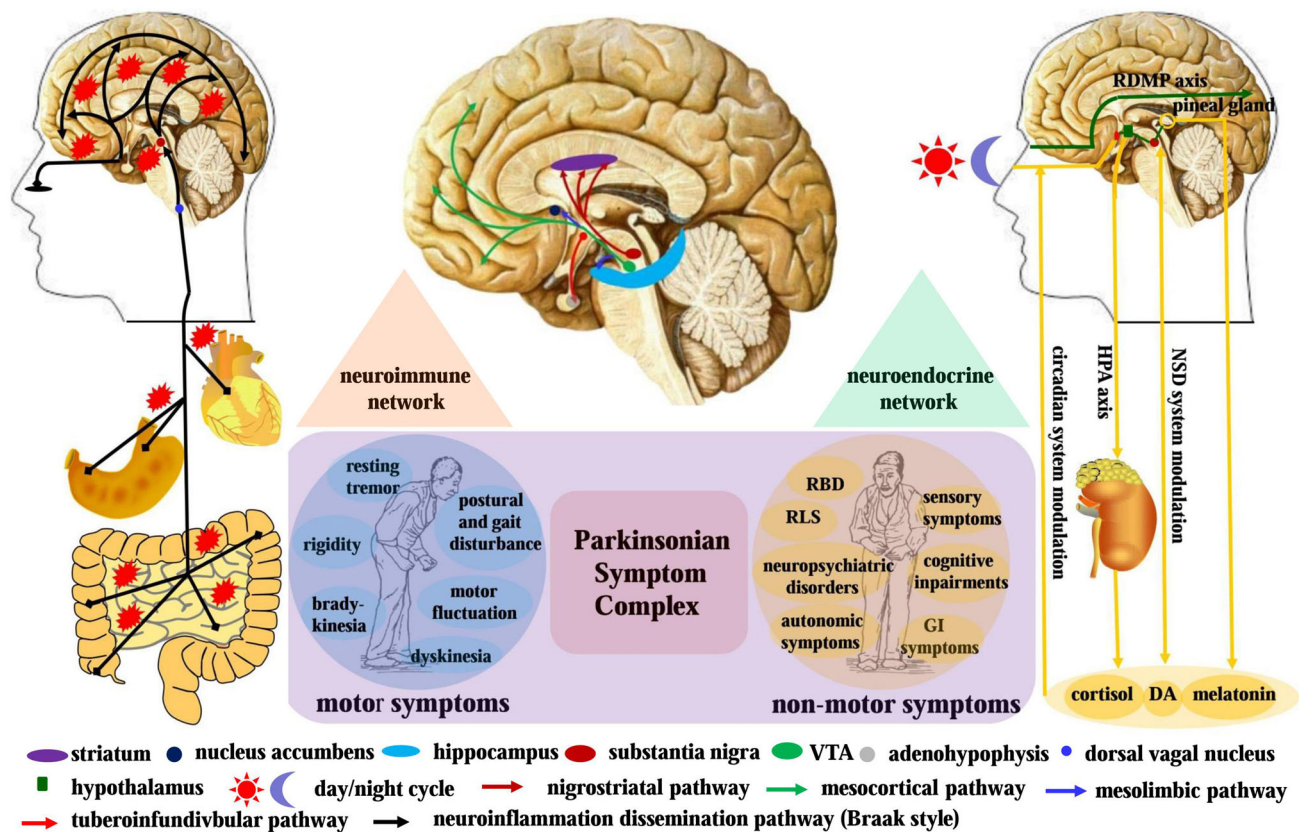 RDMP axis
pineal gland
neuroimmune
network
neuroendocrine
network
circadian system modulation
HPA axis
NSD system modulation
resting
tremor
postural
and gait
disturbance
rigidity
brady-
kinesia
motor
fluctuation
dyskinesia
motor symptoms
Parkinsonian
Symptom
Complex
RBD
RLS
sensory
symptoms
neuropsychiatric
disorders
cognitive
inpairments
autonomic
symptoms
GI
symptoms
non-motor symptoms
cortisol DA melatonin
striatum nucleus accumbens hippocampus substantia nigra VTA adenohypophysis dorsal vagal nucleus
hypothalamus day/night cycle nigrostriatal pathway mesocortical pathway mesolimbic pathway
tuberoinfundivbular pathway neuroinflammation dissemination pathway (Braak style)